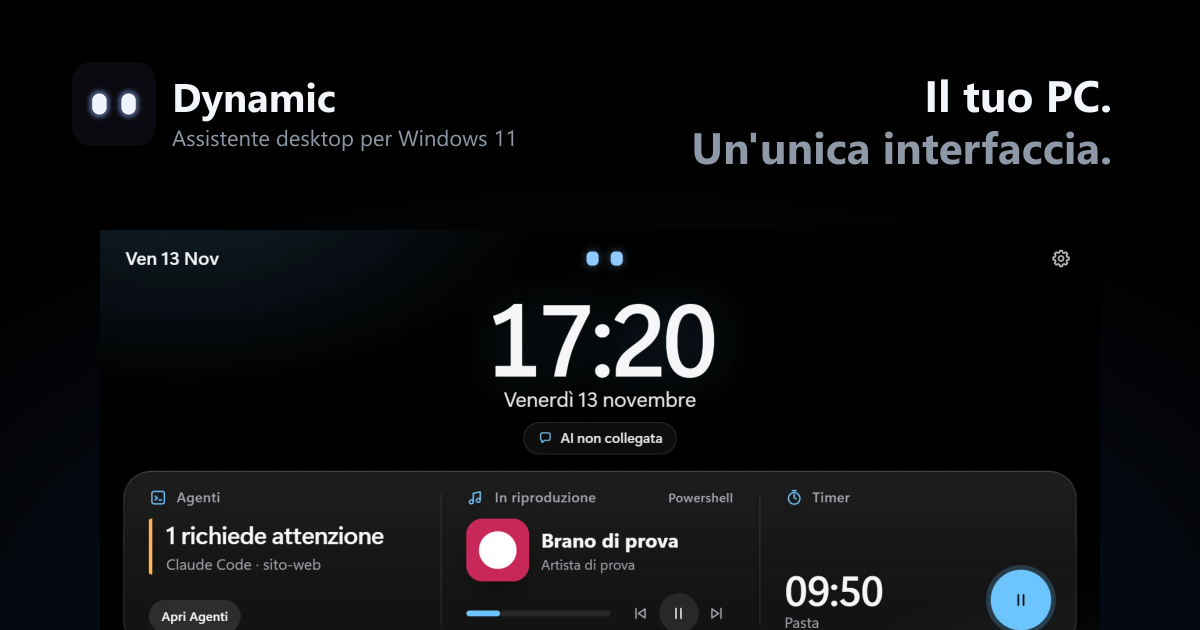 Dynamic
Assistente desktop per Windows 11
Il tuo PC.
Un'unica interfaccia.
Ven 13 Nov
17:20
Venerdì 13 novembre
AI non collegata
Agenti
1 richiede attenzione
Claude Code · sito-web
Apri Agenti
In riproduzione
Powershell
Brano di prova
Artista di prova
Timer
09:50
Pasta